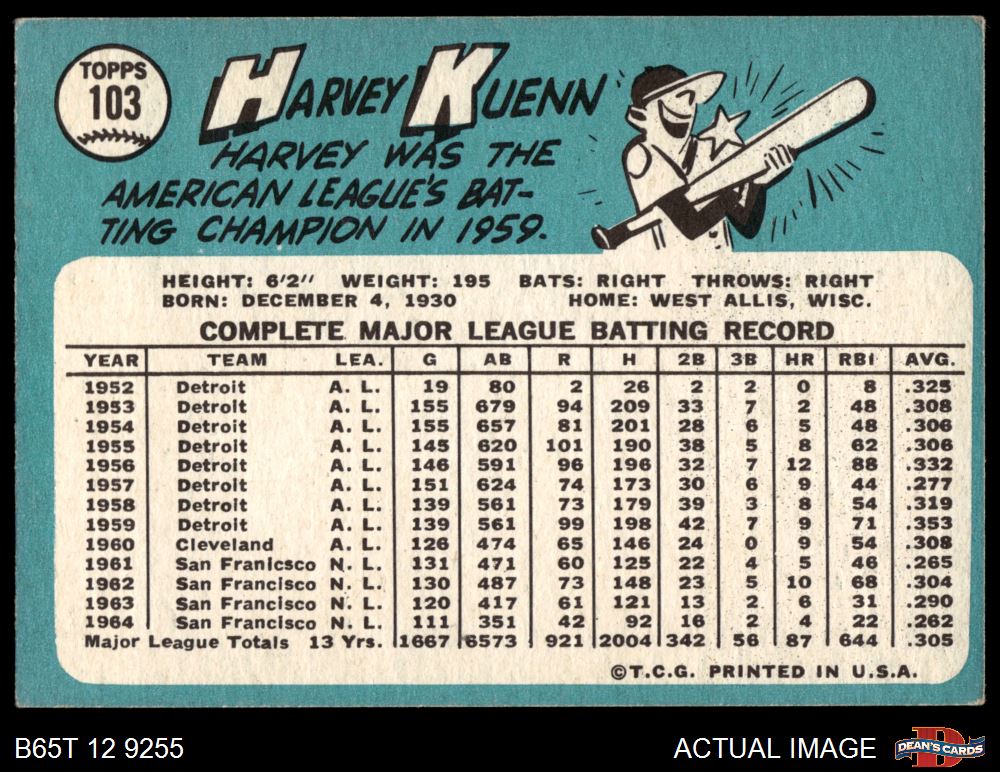 TOPPS
103
HARVEY KUENN
HARVEY WAS THE
AMERICAN LEAGUE'S BAT-
TING CHAMPION IN 1959.
HEIGHT: 6'2" WEIGHT: 195 BATS: RIGHT THROWS: RIGHT
BORN: DECEMBER 4, 1930 HOME: WEST ALLIS, WISC.
COMPLETE MAJOR LEAGUE BATTING RECORD
YEAR TEAM LEA. G AB R H 2B 3B HR RBI AVG.
1952 Detroit A. L. 19 80 2 26 2 2 0 8 .325
1953 Detroit A. L. 155 679 94 209 33 7 2 48 .308
1954 Detroit A. L. 155 657 81 201 28 6 5 48 .306
1955 Detroit A. L. 145 620 101 190 38 5 8 62 .306
1956 Detroit A. L. 146 591 96 196 32 7 12 88 .332
1957 Detroit A. L. 151 624 74 173 30 6 9 44 .277
1958 Detroit A. L. 139 561 73 179 39 3 8 54 .319
1959 Detroit A. L. 139 561 99 198 42 7 9 71 .353
1960 Cleveland A. L. 126 474 65 146 24 0 9 54 .308
1961 San Franicsco N. L. 131 471 60 125 22 4 5 46 .265
1962 San Francisco N. L. 130 487 73 148 23 5 10 68 .304
1963 San Francisco N. L. 120 417 61 121 13 2 6 31 .290
1964 San Francisco N. L. 111 351 42 92 16 2 4 22 .262
Major League Totals 13 Yrs. 1667 6573 921 2004 342 56 87 644 .305
©T.C.G. PRINTED IN U.S.A.
B65T 12 9255 ACTUAL IMAGE
D
DEAN'S CARDS